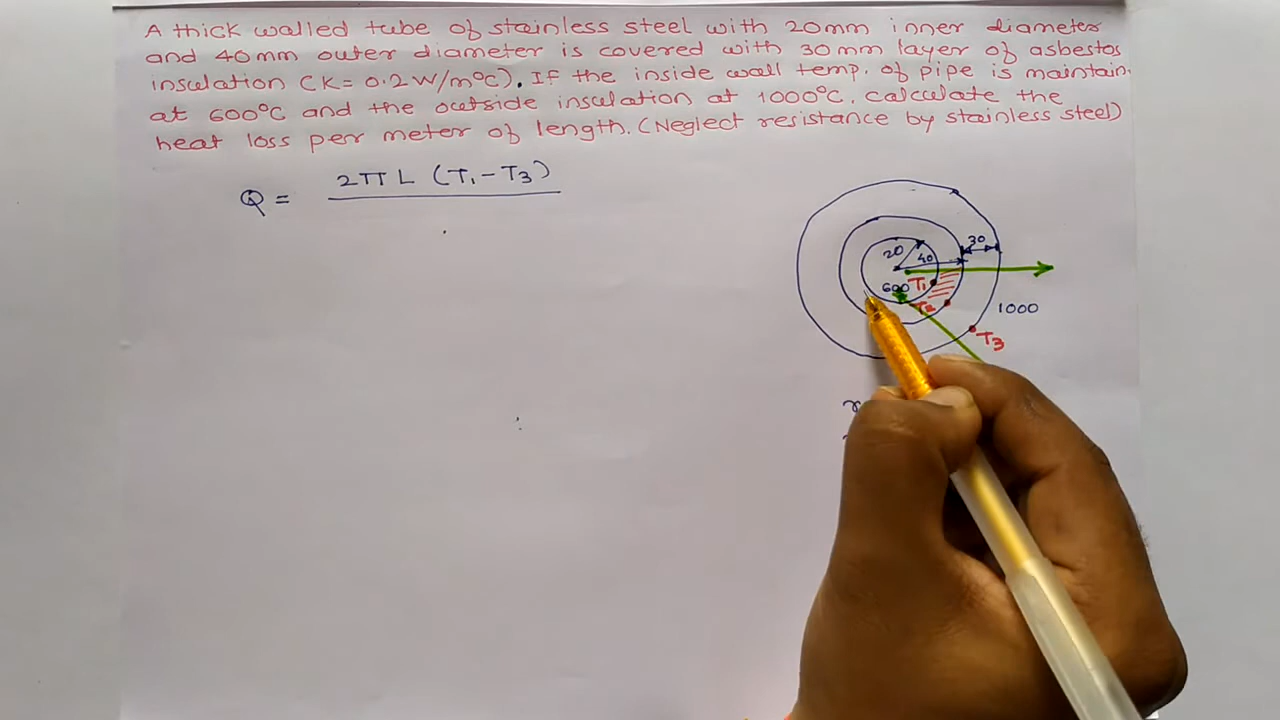 A thick walled tube of stainless steel with 20mm inner diameter
and 40mm outer diameter is covered with 30mm layer of asbestos
insulation (K= 0.2W/m°C). If the inside wall temp. of pipe is maintain.
at 600°C and the outside insulation at 1000°C. calculate the
heat loss per meter of length. (Neglect resistance by stainless steel)
Q = 2πL (T1-T3)
20
40
30
600
T1
T2
1000
T3